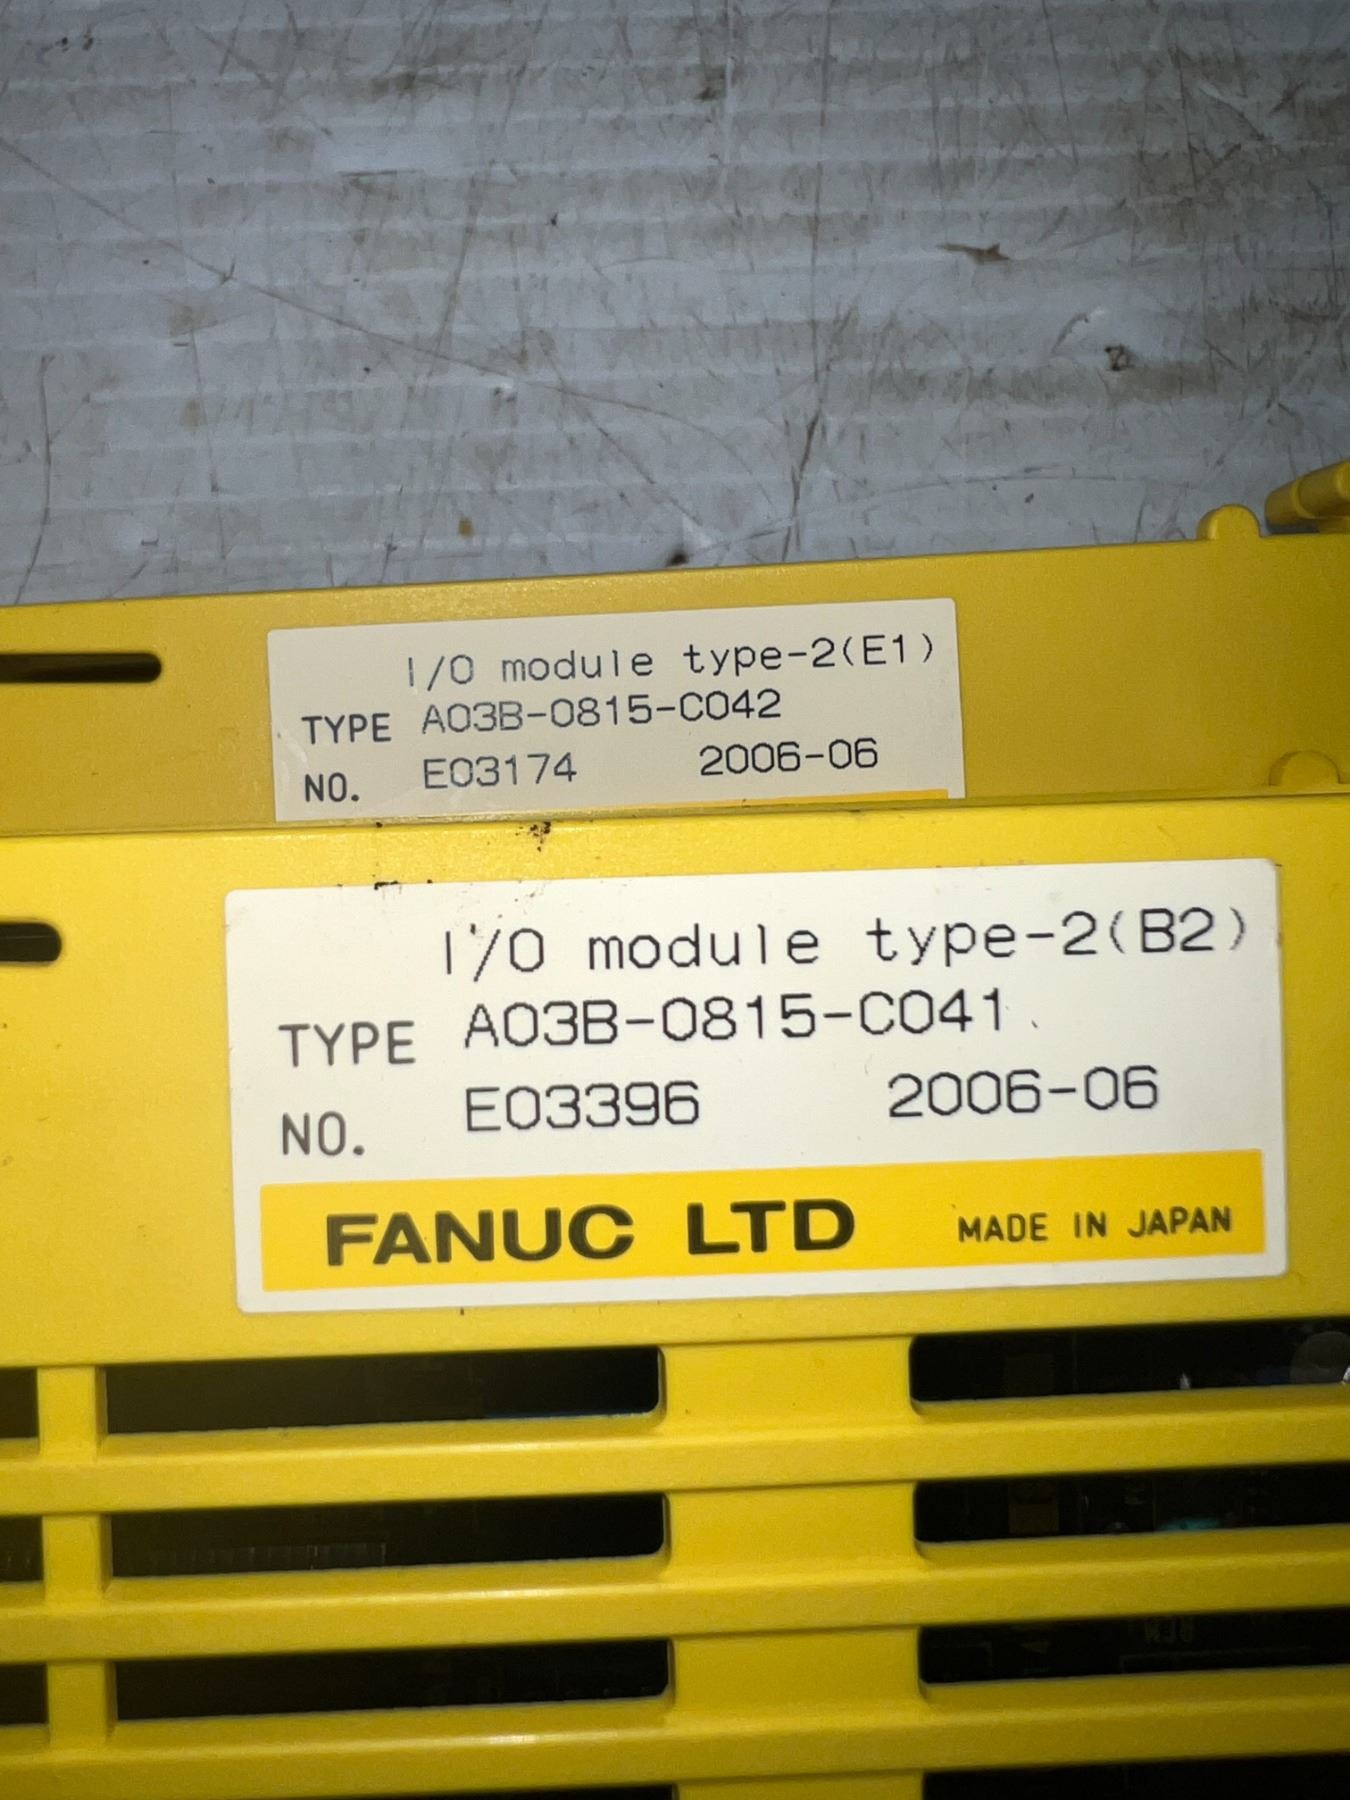 I/O module type-2(E1)
TYPE A03B-0815-C042
NO. E03174 2006-06
I/O module type-2(B2)
TYPE A03B-0815-C041
NO. E03396 2006-06
FANUC LTD MADE IN JAPAN